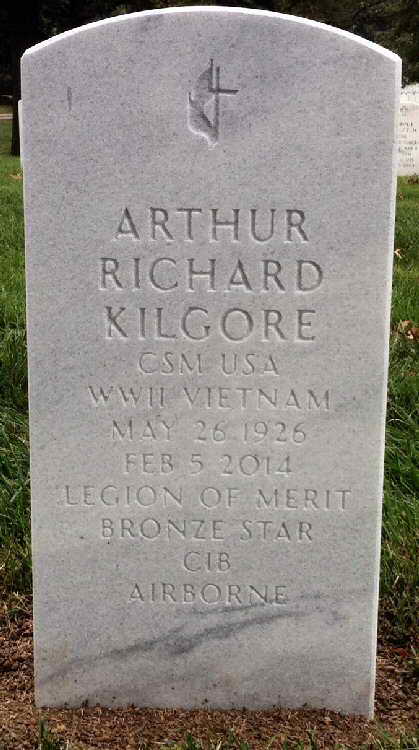 ARTHUR
RICHARD
KILGORE
CSM USA
WWII VIETNAM
MAY 26 1926
FEB 5 2014
LEGION OF MERIT
BRONZE STAR
CIB
AIRBORNE